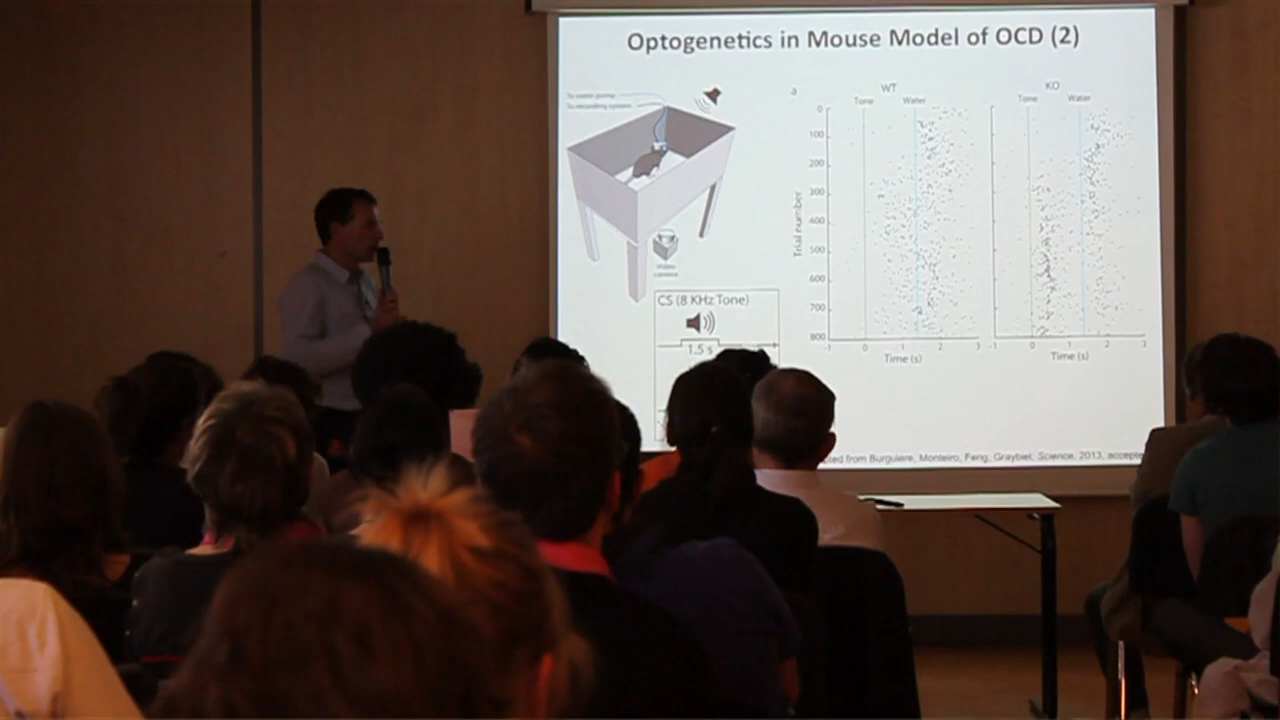 Optogenetics in Mouse Model of OCD (2)
To water pump
To recording system
Video
camera
CS (8 KHz Tone)
1.5 s
a
WT
Tone
Water
Trial number
0
100
200
300
400
500
600
700
800
-1
0
1
2
3
Time (s)
KO
Tone
Water
-1
0
1
2
3
Time (s)
from Burguiere, Monteiro, Feng, Graybiel, Science, 2013,